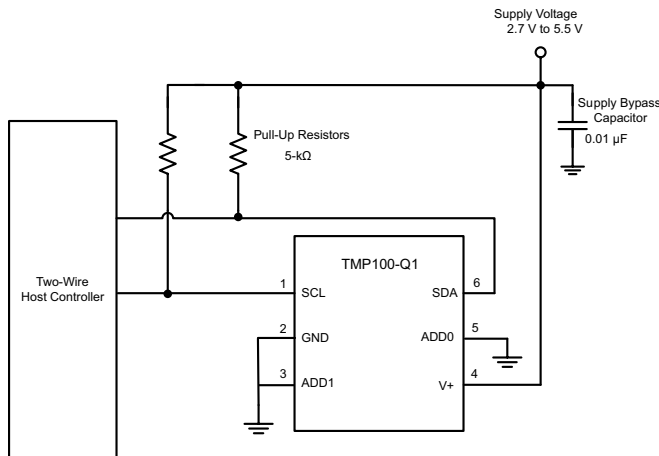 Supply Voltage
2.7 V to 5.5 V
Supply Bypass
Capacitor
0.01 µF
Pull-Up Resistors
5-kΩ
Two-Wire
Host Controller
TMP100-Q1
1
SCL
6
SDA
2
GND
5
ADD0
3
ADD1
4
V+